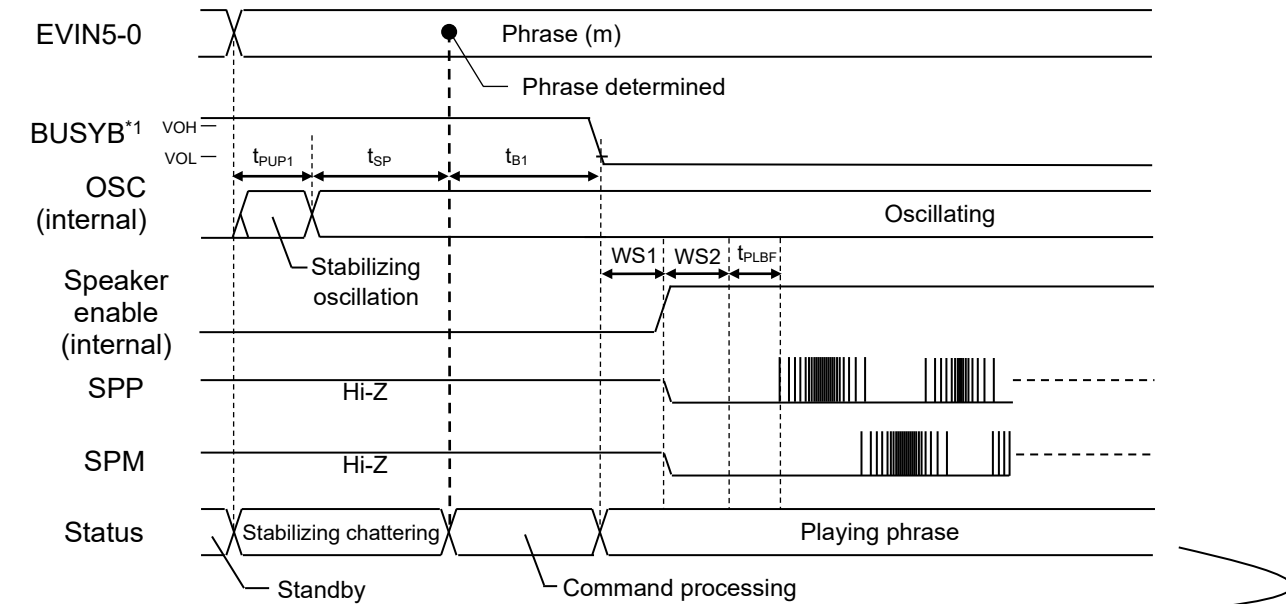 EVIN5-0
Phrase (m)
Phrase determined
BUSYB*1
VOH
VOL
tPUP1
tSP
tB1
OSC
(internal)
Oscillating
Stabilizing
oscillation
WS1
WS2
tPLBF
Speaker
enable
(internal)
SPP
Hi-Z
SPM
Hi-Z
Status
Stabilizing chattering
Playing phrase
Standby
Command processing